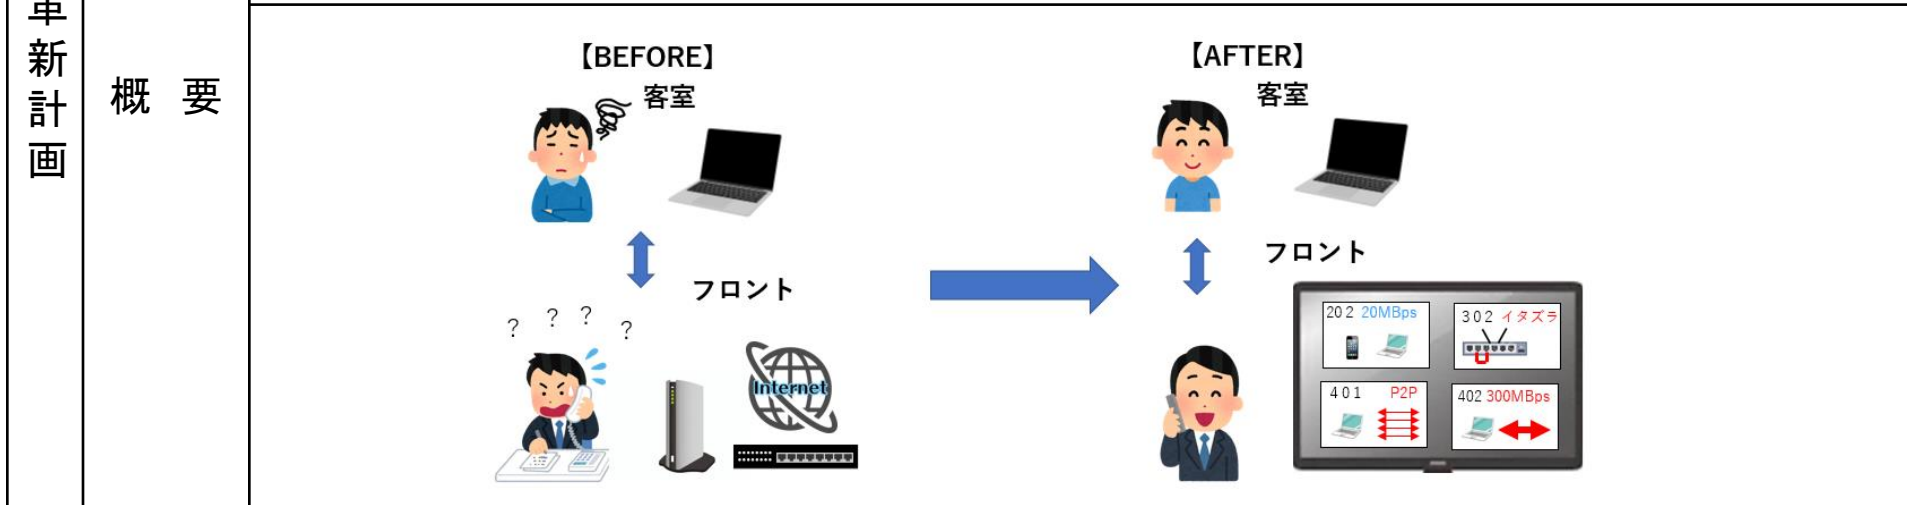 革新計画
概 要
【BEFORE】
客室
フロント
? ? ? ?
Internet
【AFTER】
客室
フロント
202 20MBps
302 イタズラ
401 P2P
402 300MBps